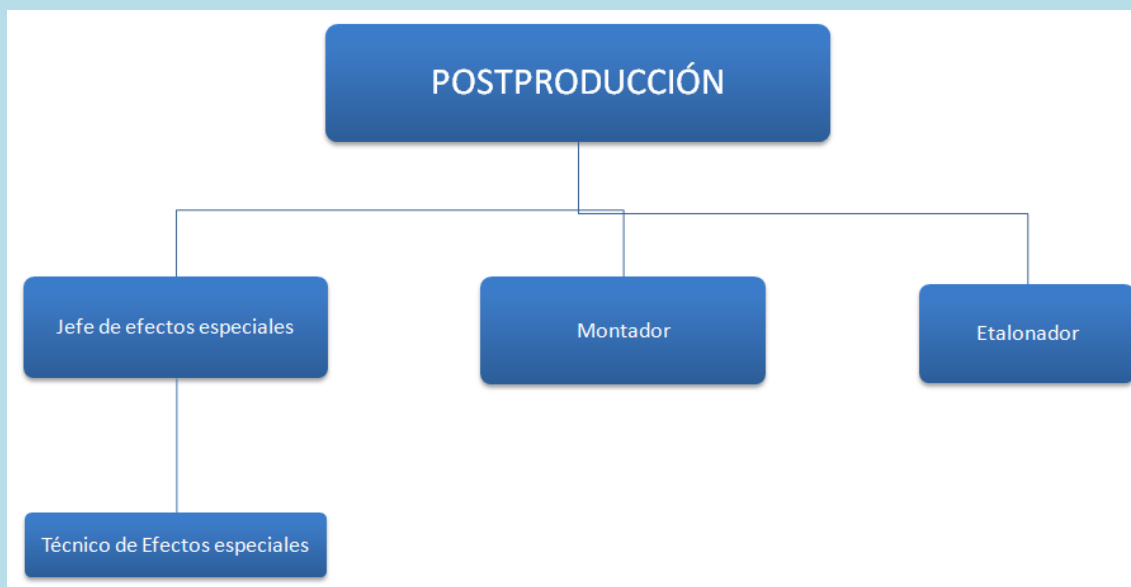 POSTPRODUCCIÓN
Jefe de efectos especiales
Montador
Etalonador
Técnico de Efectos especiales